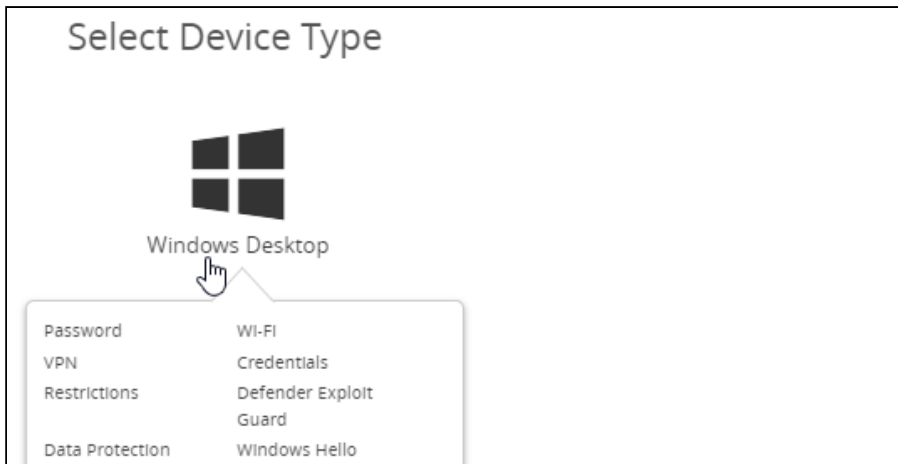 Select Device Type
Windows Desktop
Password
Wi-Fi
VPN
Credentials
Restrictions
Defender Exploit
Guard
Data Protection
Windows Hello